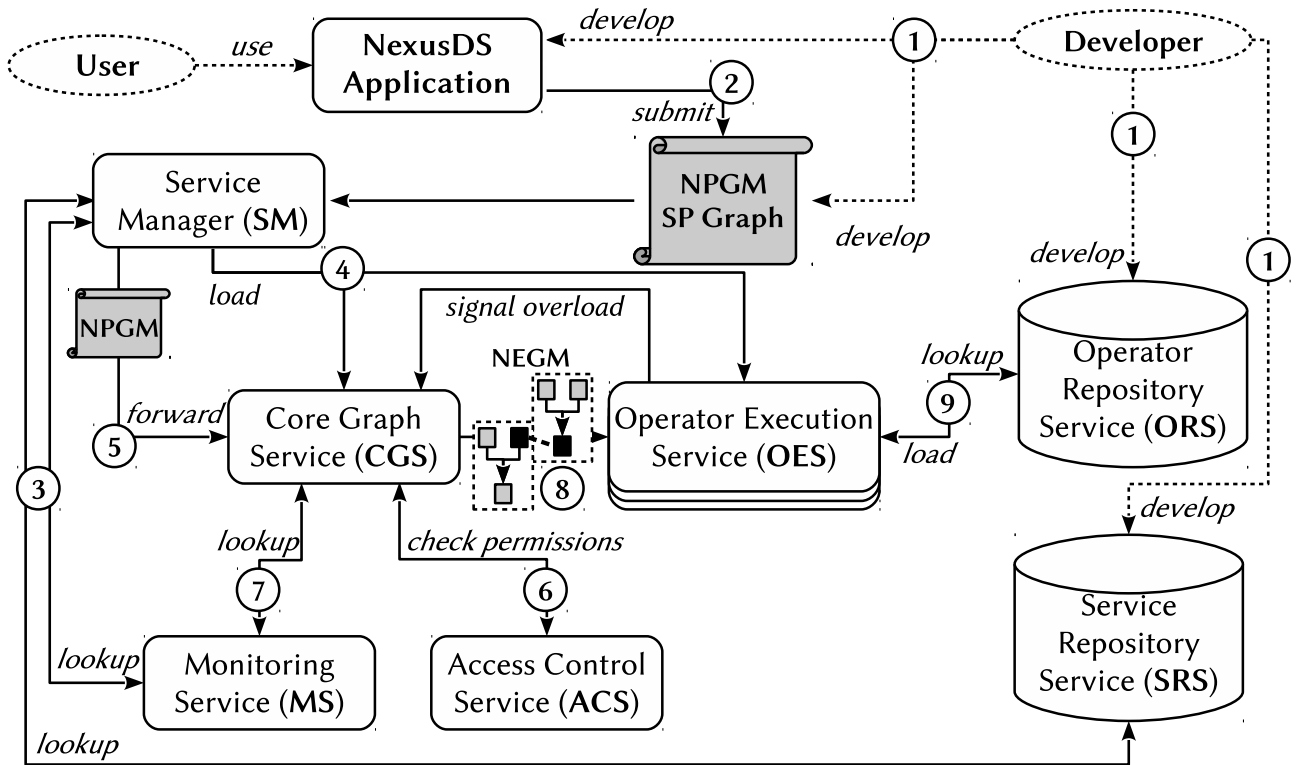 develop
1
Developer
User
use
NexusDS
Application
2
submit
NPGM
SP Graph
develop
1
Service
Manager (SM)
develop
1
4
load
NPGM
signal overload
NEGM
lookup
Operator
Repository
Service (ORS)
9
load
forward
5
Core Graph
Service (CGS)
Operator Execution
Service (OES)
8
3
develop
lookup
check permissions
7
6
Service
Repository
Service (SRS)
lookup
Monitoring
Service (MS)
Access Control
Service (ACS)
lookup